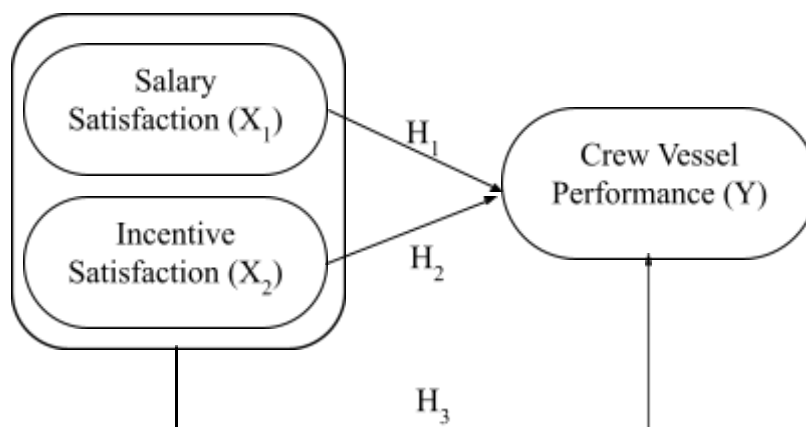 Salary
Satisfaction (X₁)
H₁
Crew Vessel
Performance (Y)
Incentive
Satisfaction (X₂)
H₂
H₃